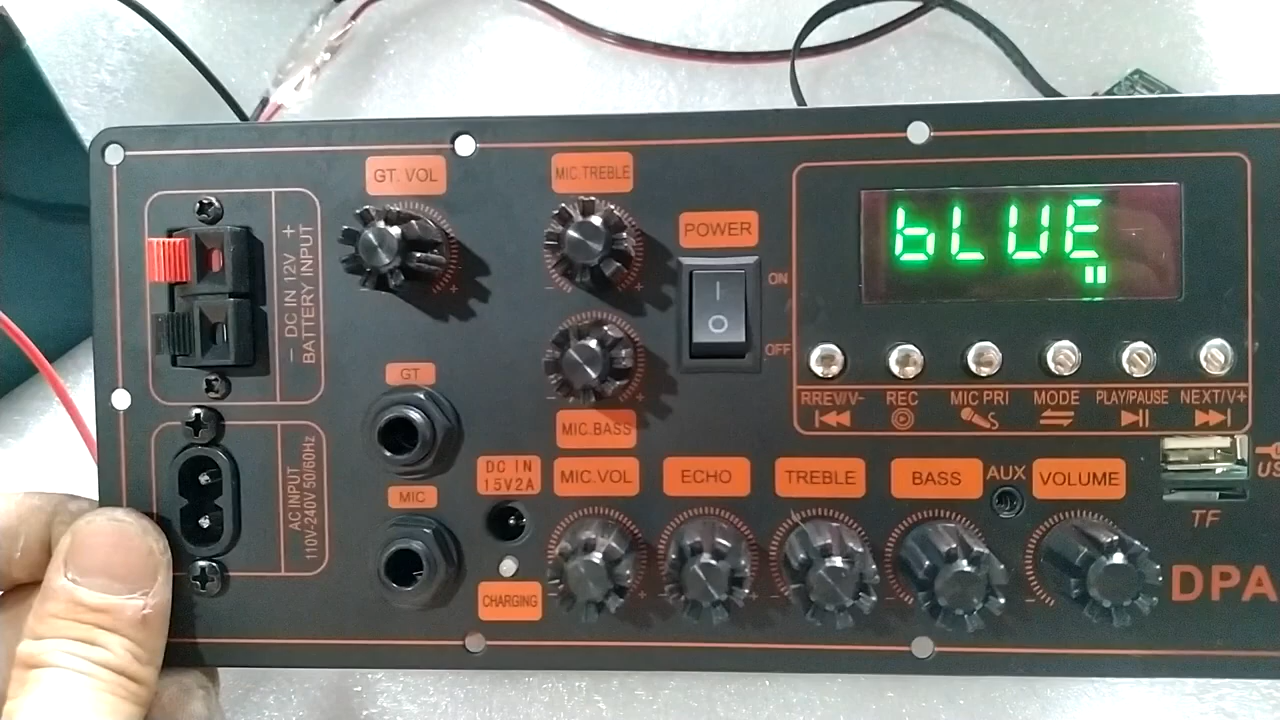 GT. VOL
MIC.TREBLE
POWER
bLUE
ON
I
O
OFF
+
DC IN 12V
−
BATTERY INPUT
RREW/V-
REC
MIC PRI
MODE
PLAY/PAUSE
NEXT/V+
GT
MIC.BASS
DC IN
15V2A
MIC.VOL
ECHO
TREBLE
BASS
AUX
VOLUME
TF
AC INPUT
110V-240V 50/60Hz
MIC
CHARGING
DPA